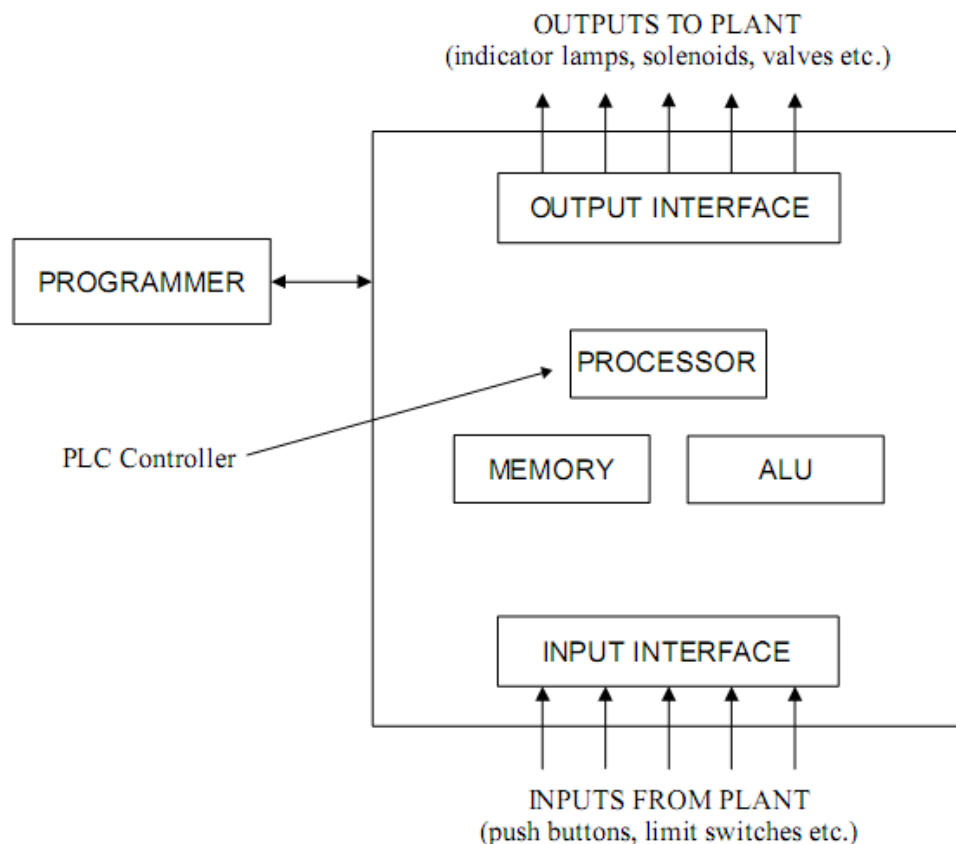 OUTPUTS TO PLANT
(indicator lamps, solenoids, valves etc.)
OUTPUT INTERFACE
PROGRAMMER
PROCESSOR
PLC Controller
MEMORY
ALU
INPUT INTERFACE
INPUTS FROM PLANT
(push buttons, limit switches etc.)